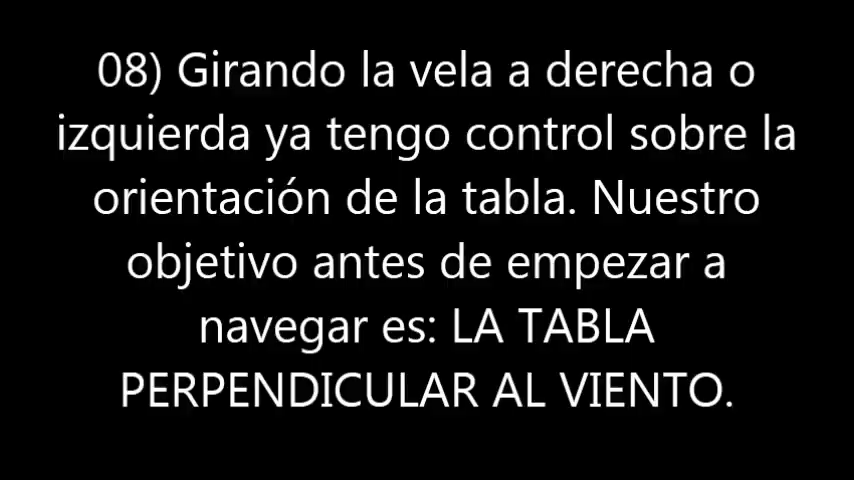 08) Girando la vela a derecha o
izquierda ya tengo control sobre la
orientación de la tabla. Nuestro
objetivo antes de empezar a
navegar es: LA TABLA
PERPENDICULAR AL VIENTO.